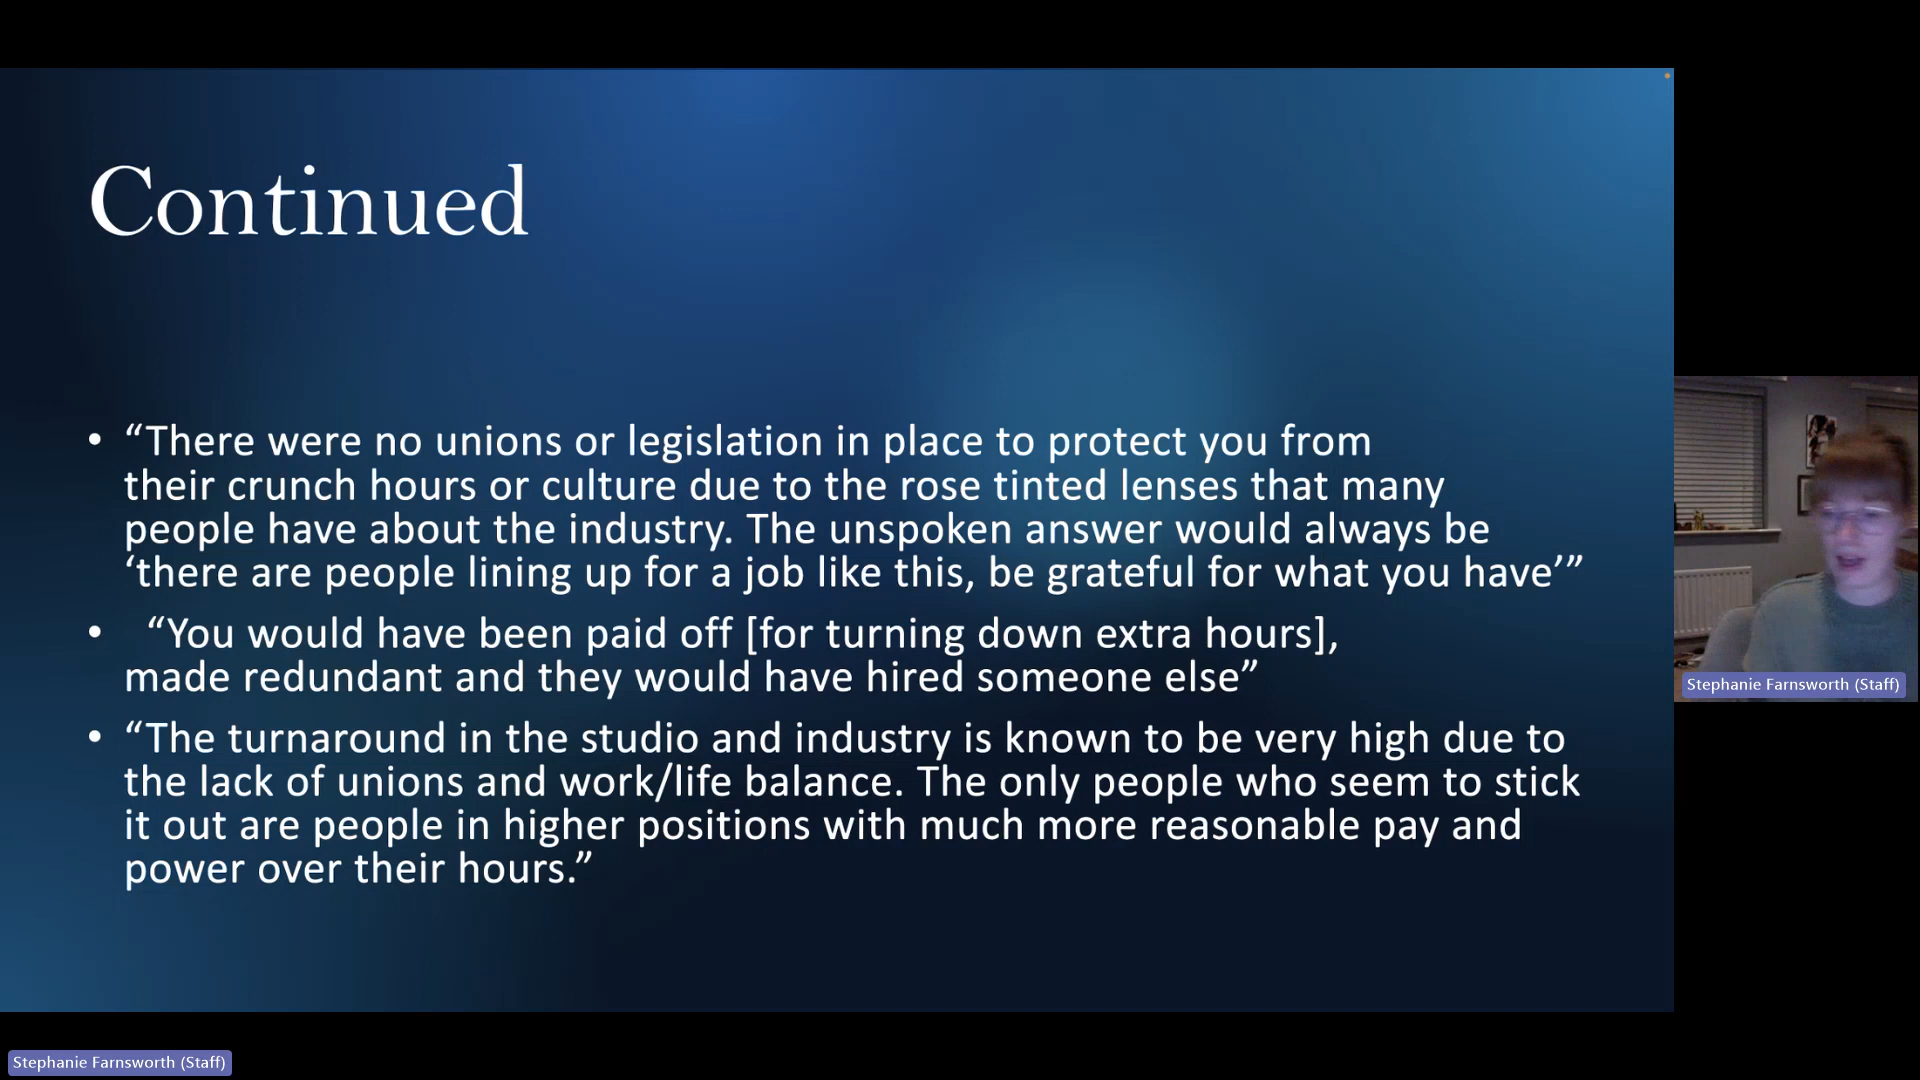 Continued
• “There were no unions or legislation in place to protect you from
their crunch hours or culture due to the rose tinted lenses that many
people have about the industry. The unspoken answer would always be
‘there are people lining up for a job like this, be grateful for what you have’”
• “You would have been paid off [for turning down extra hours],
made redundant and they would have hired someone else”
• “The turnaround in the studio and industry is known to be very high due to
the lack of unions and work/life balance. The only people who seem to stick
it out are people in higher positions with much more reasonable pay and
power over their hours.”
Stephanie Farnsworth (Staff)
Stephanie Farnsworth (Staff)